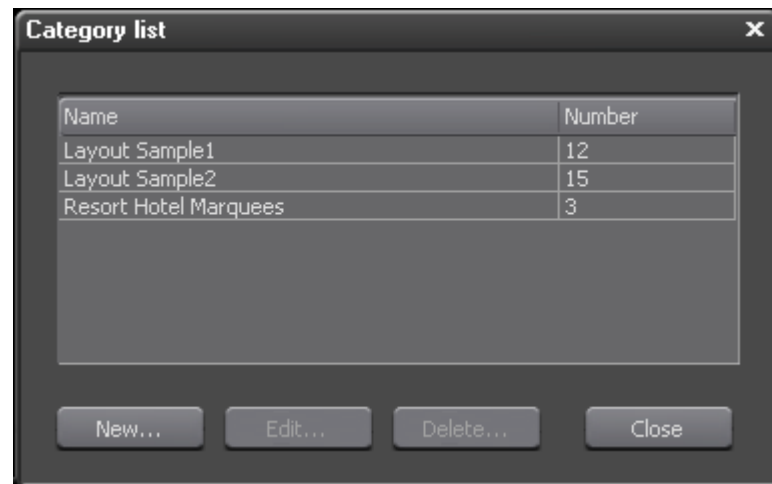 Category list
Name Number
Layout Sample1 12
Layout Sample2 15
Resort Hotel Marquees 3
New... Edit... Delete... Close